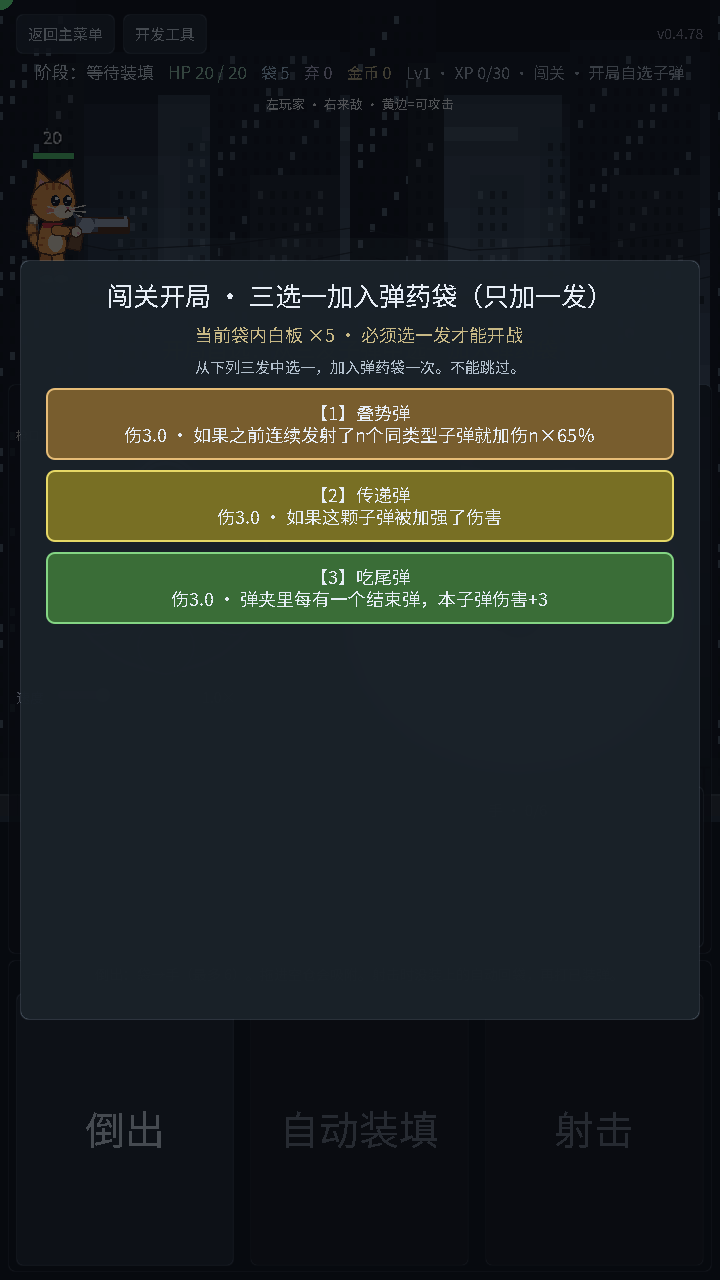 返回主菜单
开发工具
v0.4.78
阶段：等待装填 HP 20 / 20 袋 5 弃 0 金币 0 Lv1 · XP 0/30 · 闯关 · 开局自选子弹
左玩家 · 右来敌 · 黄边=可攻击
20
闯关开局 · 三选一加入弹药袋（只加一发）
当前袋内白板 ×5 · 必须选一发才能开战
从下列三发中选一，加入弹药袋一次。不能跳过。
【1】叠势弹
伤3.0 · 如果之前连续发射了n个同类型子弹就加伤n×65%
【2】传递弹
伤3.0 · 如果这颗子弹被加强了伤害
【3】吃尾弹
伤3.0 · 弹夹里每有一个结束弹，本子弹伤害+3
倒出
自动装填
射击